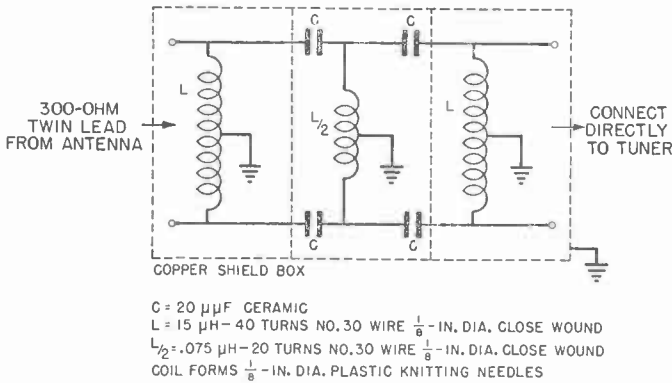 C
C
L
L/2
L
300-OHM
TWIN LEAD
FROM ANTENNA
CONNECT
DIRECTLY
TO TUNER
C
C
COPPER SHIELD BOX
C = 20 μμF CERAMIC
L = 15 μH-40 TURNS NO.30 WIRE 1/8-IN. DIA. CLOSE WOUND
L/2=.075 μH-20 TURNS NO.30 WIRE 1/8-IN. DIA. CLOSE WOUND
COIL FORMS 1/8-IN. DIA. PLASTIC KNITTING NEEDLES